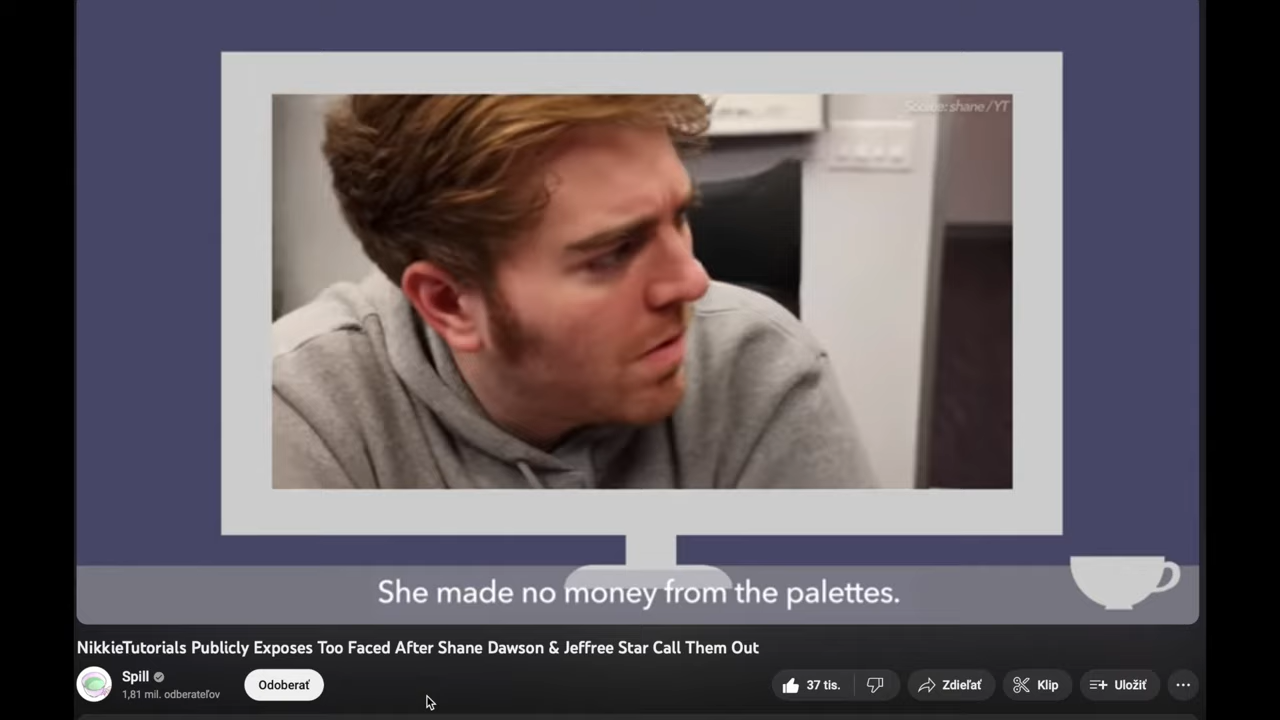 Source: shane/YT
She made no money from the palettes.
NikkieTutorials Publicly Exposes Too Faced After Shane Dawson & Jeffree Star Call Them Out
Spill
1,81 mil. odberateľov
Odoberať
37 tis.
Zdieľať
Klip
Uložiť